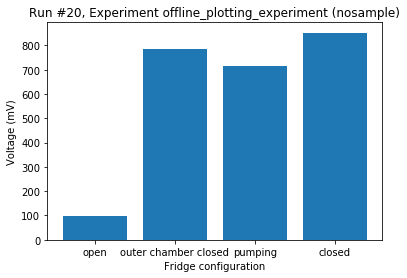 Run #20, Experiment offline_plotting_experiment (nosample)
Voltage (mV)
800
700
600
500
400
300
200
100
0
open outer chamber closed pumping closed
Fridge configuration